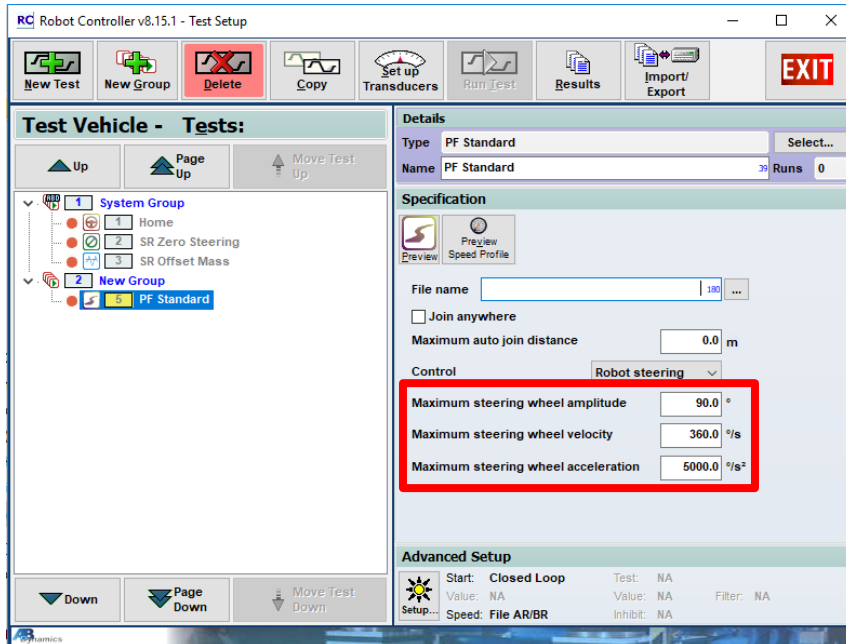 RC Robot Controller v8.15.1 - Test Setup
New Test
New Group
Delete
Copy
Set up Transducers
Run Test
Results
Import/
Export
EXIT
Test Vehicle - Tests:
Up
Page
Up
Move Test
Up
1 System Group
1 Home
2 SR Zero Steering
3 SR Offset Mass
2 New Group
5 PF Standard
Down
Page
Down
Move Test
Down
Details
Type PF Standard Select...
Name PF Standard 39 Runs 0
Specification
Preview
Preview
Speed Profile
File name 180 ...
Join anywhere
Maximum auto join distance 0.0 m
Control Robot steering
Maximum steering wheel amplitude 90.0 °
Maximum steering wheel velocity 360.0 °/s
Maximum steering wheel acceleration 5000.0 °/s²
Advanced Setup
Setup...
Start: Closed Loop Test: NA
Value: NA Value: NA Filter: NA
Speed: File AR/BR Inhibit: NA
AB Dynamics